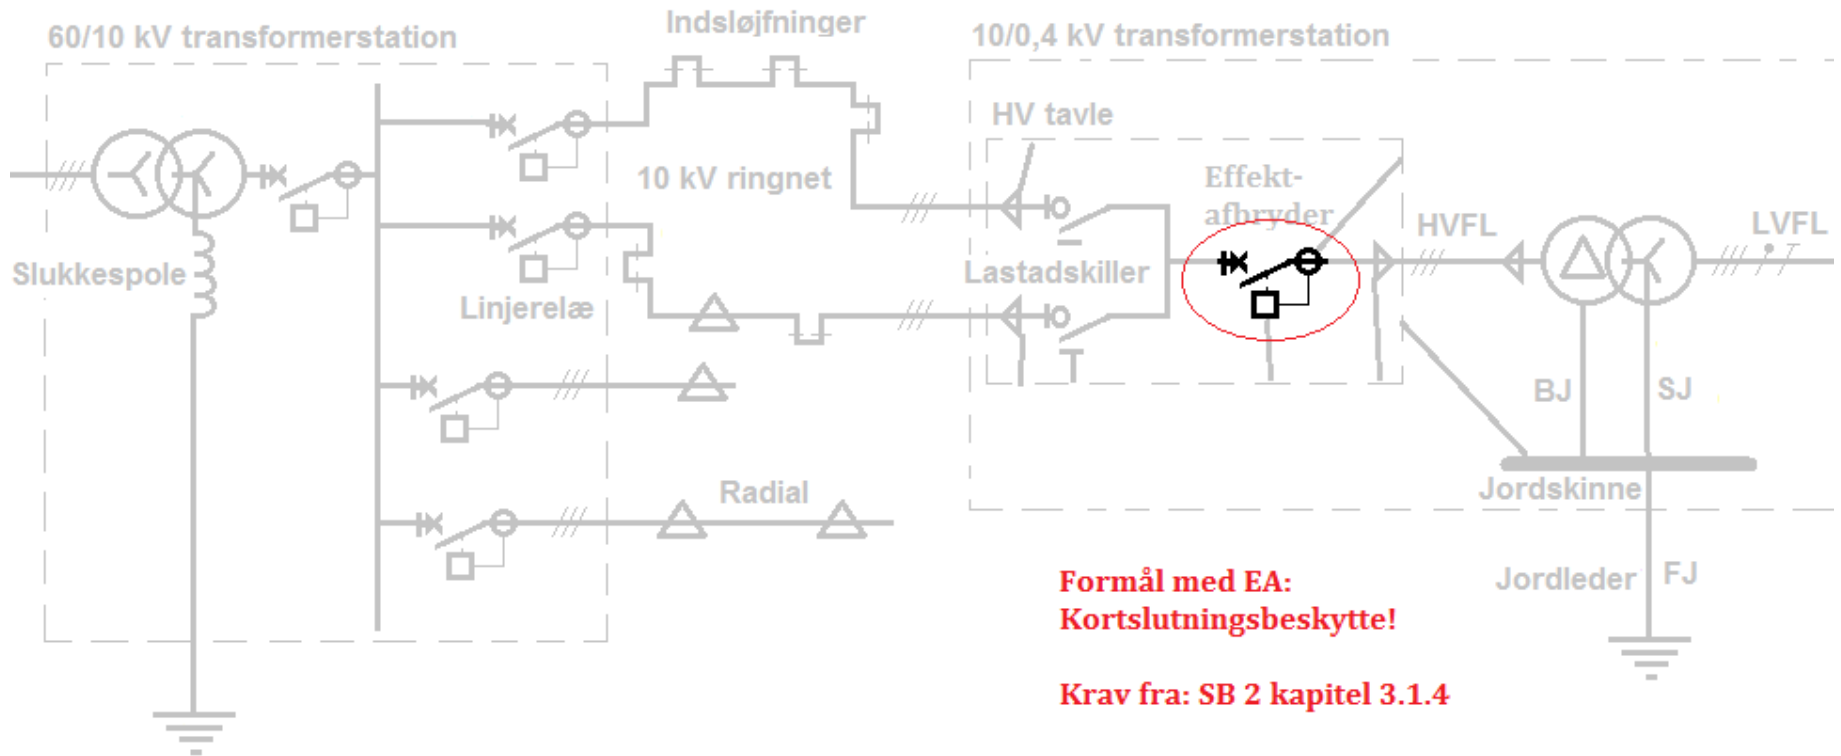 60/10 kV transformerstation
Indsløjfninger
10/0,4 kV transformerstation
HV tavle
10 kV ringnet
Effekt-
afbryder
HVFL
LVFL
Slukkespole
Lastadskiller
Linjerelæ
BJ
SJ
Radial
Jordskinne
Jordleder
FJ
Formål med EA:
Kortslutningsbeskytte!
Krav fra: SB 2 kapitel 3.1.4